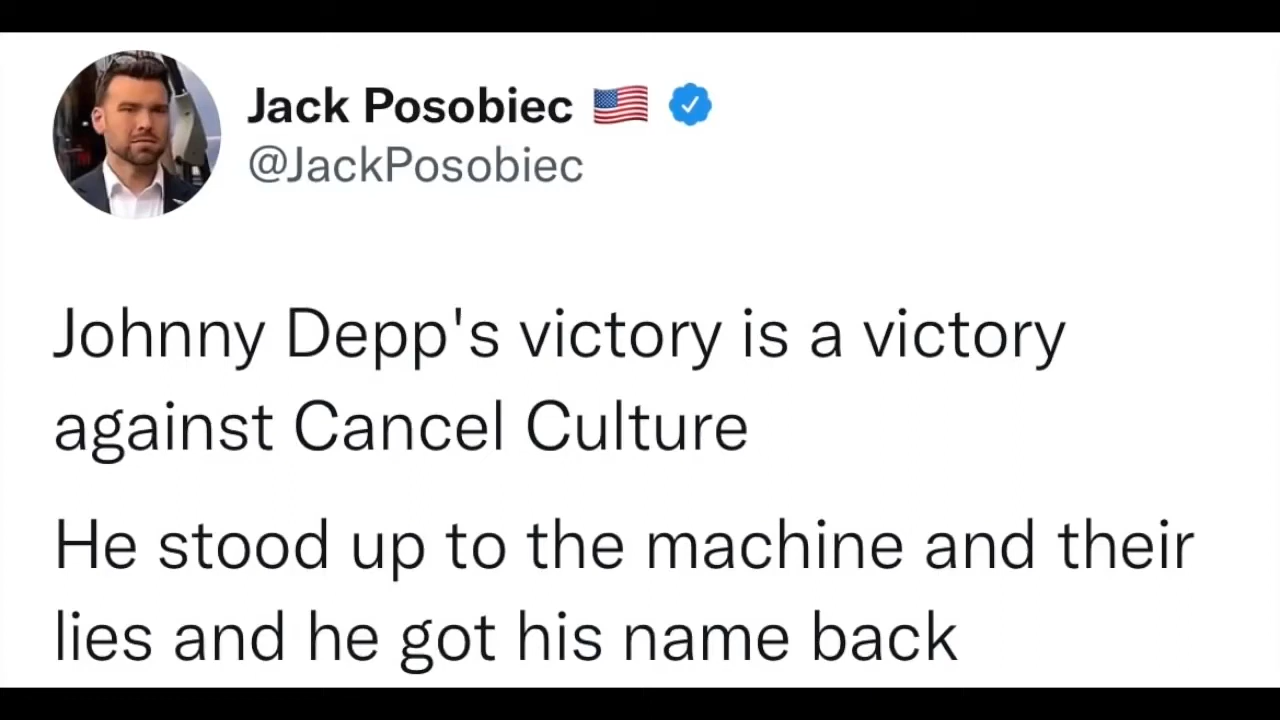 Jack Posobiec 🇺🇸
@JackPosobiec
Johnny Depp's victory is a victory
against Cancel Culture
He stood up to the machine and their
lies and he got his name back